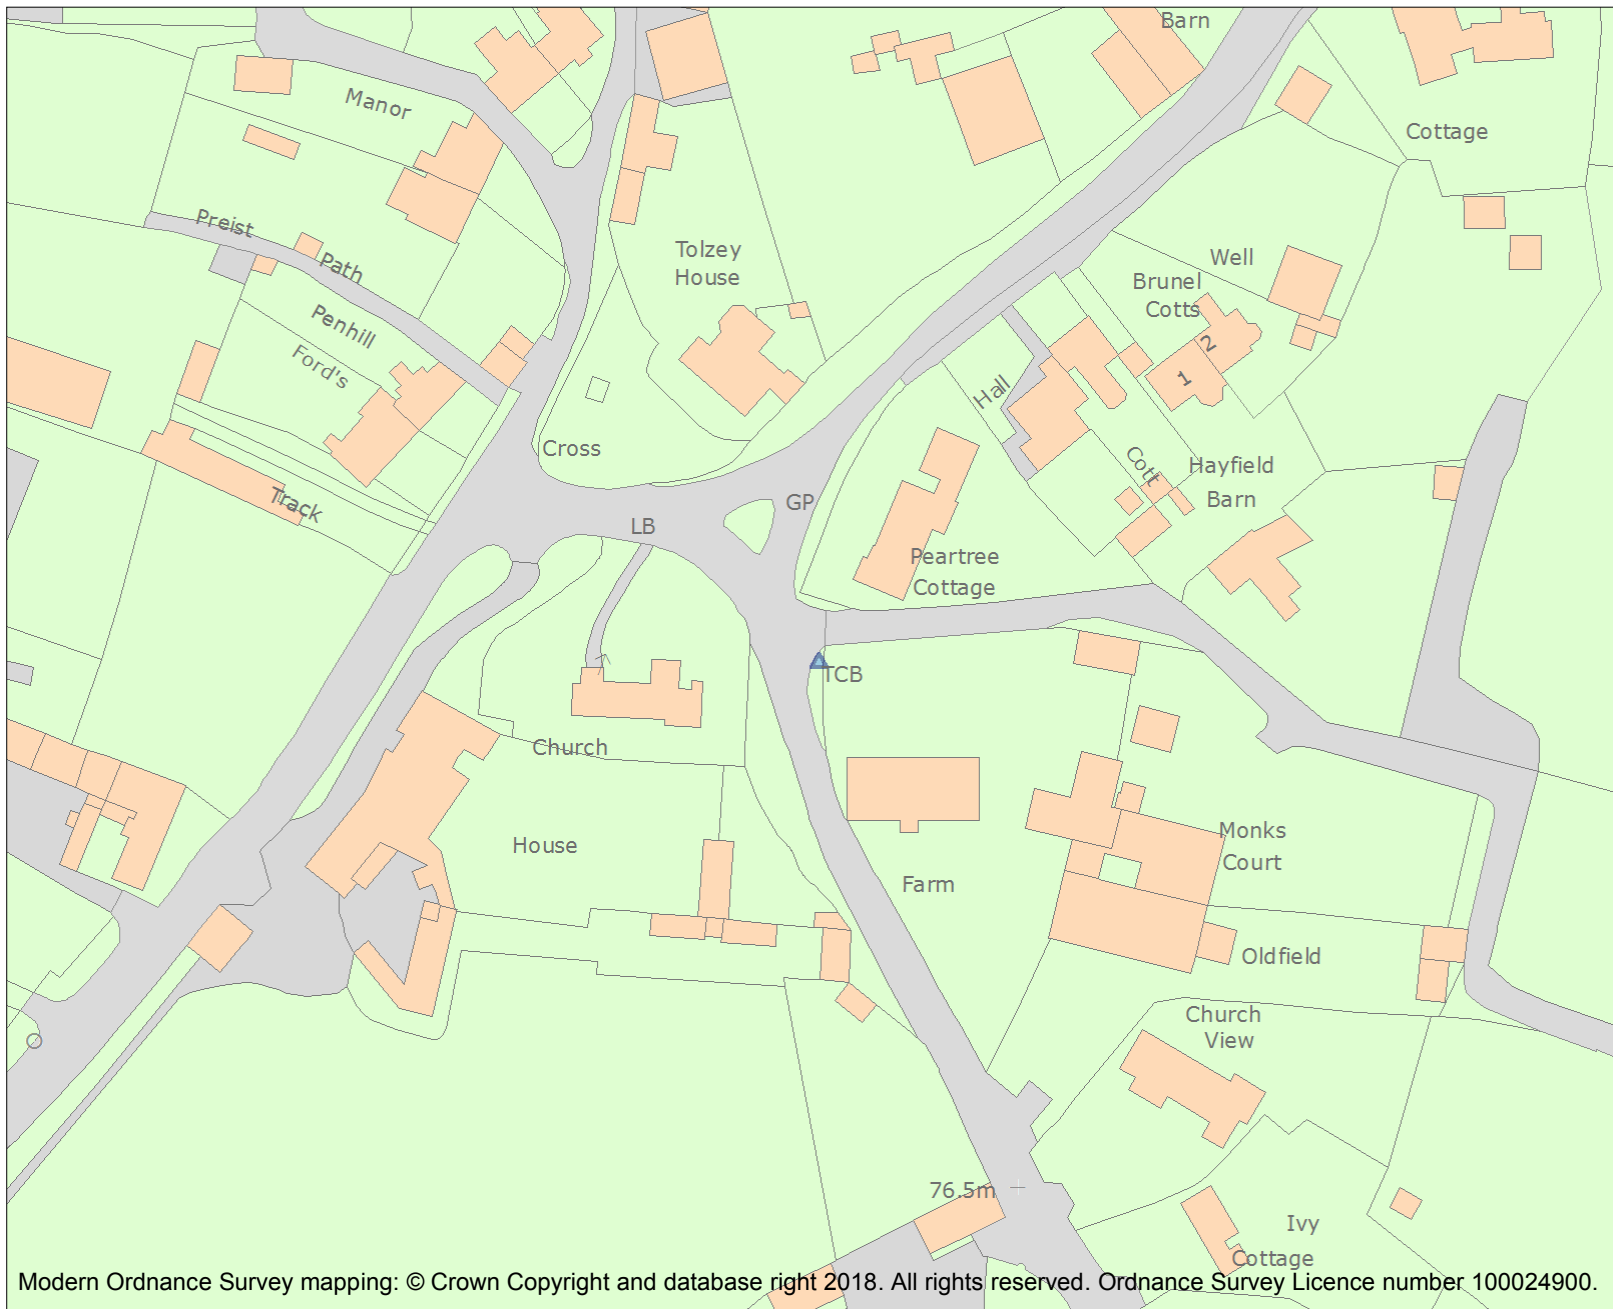 Barn
Manor
Cottage
Preist
Path
Tolzey
House
Well
Brunel
Cotts
Penhill
Ford's
2
1
Hall
Cross
Cott
Hayfield
Barn
Track
GP
LB
Peartree
Cottage
TCB
Church
House
Monks
Court
Farm
Oldfield
Church
View
76.5m
Ivy
Cottage
Modern Ordnance Survey mapping: © Crown Copyright and database right 2018. All rights reserved. Ordnance Survey Licence number 100024900.